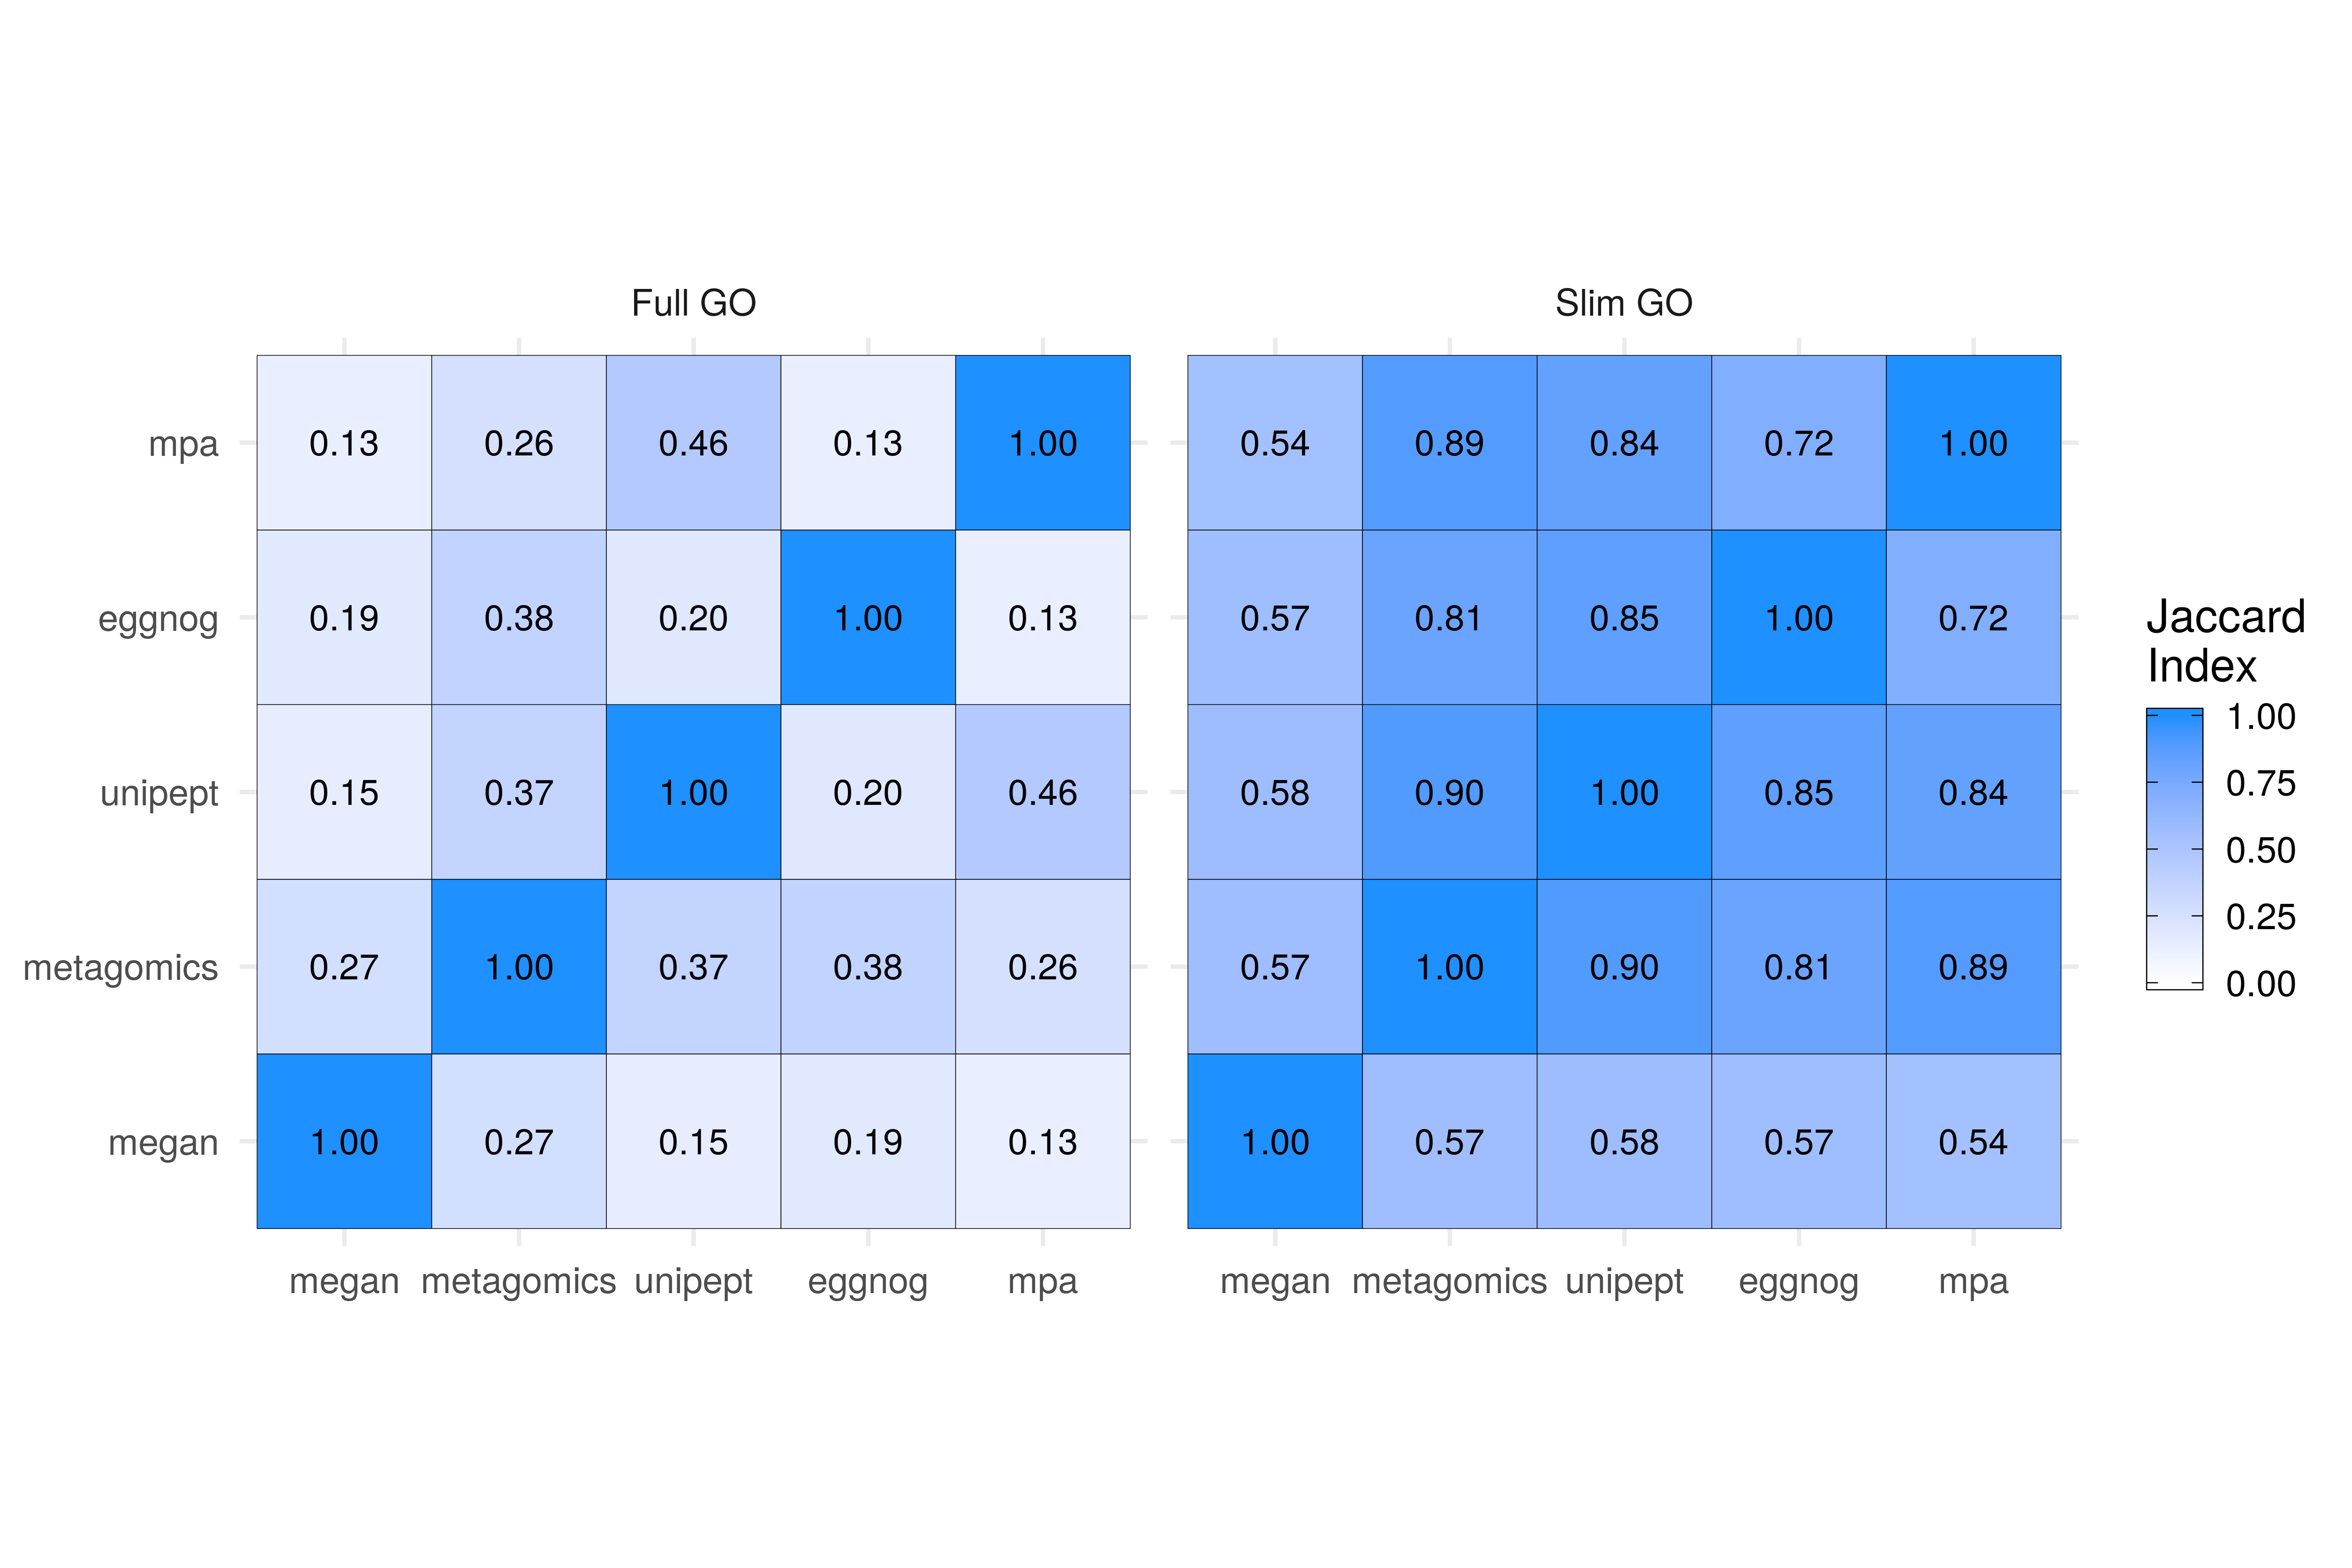 Full GO
Slim GO
mpa 0.13 0.26 0.46 0.13 1.00 0.54 0.89 0.84 0.72 1.00
eggnog 0.19 0.38 0.20 1.00 0.13 0.57 0.81 0.85 1.00 0.72
unipept 0.15 0.37 1.00 0.20 0.46 0.58 0.90 1.00 0.85 0.84
metagomics 0.27 1.00 0.37 0.38 0.26 0.57 1.00 0.90 0.81 0.89
megan 1.00 0.27 0.15 0.19 0.13 1.00 0.57 0.58 0.57 0.54
megan metagomics unipept eggnog mpa megan metagomics unipept eggnog mpa
Jaccard
Index
1.00
0.75
0.50
0.25
0.00